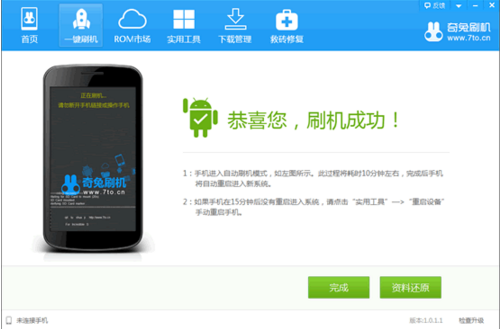 反馈
首页
一键刷机
ROM市场
实用工具
下载管理
救砖修复
奇兔刷机
www.7to.cn
正在刷机...
请勿断开手机链接或操作手机
奇兔刷机
www.7to.cn
恭喜您，刷机成功！
1：手机进入自动刷机模式，如左图所示。此过程将耗时10分钟左右，完成后手机
将自动重启进入新系统。
2：如果手机在15分钟后没有重启进入系统，请点击“实用工具”—>“重启设备”
手动重启手机。
完成
资料还原
未连接手机
版本:1.0.1.1
检查升级